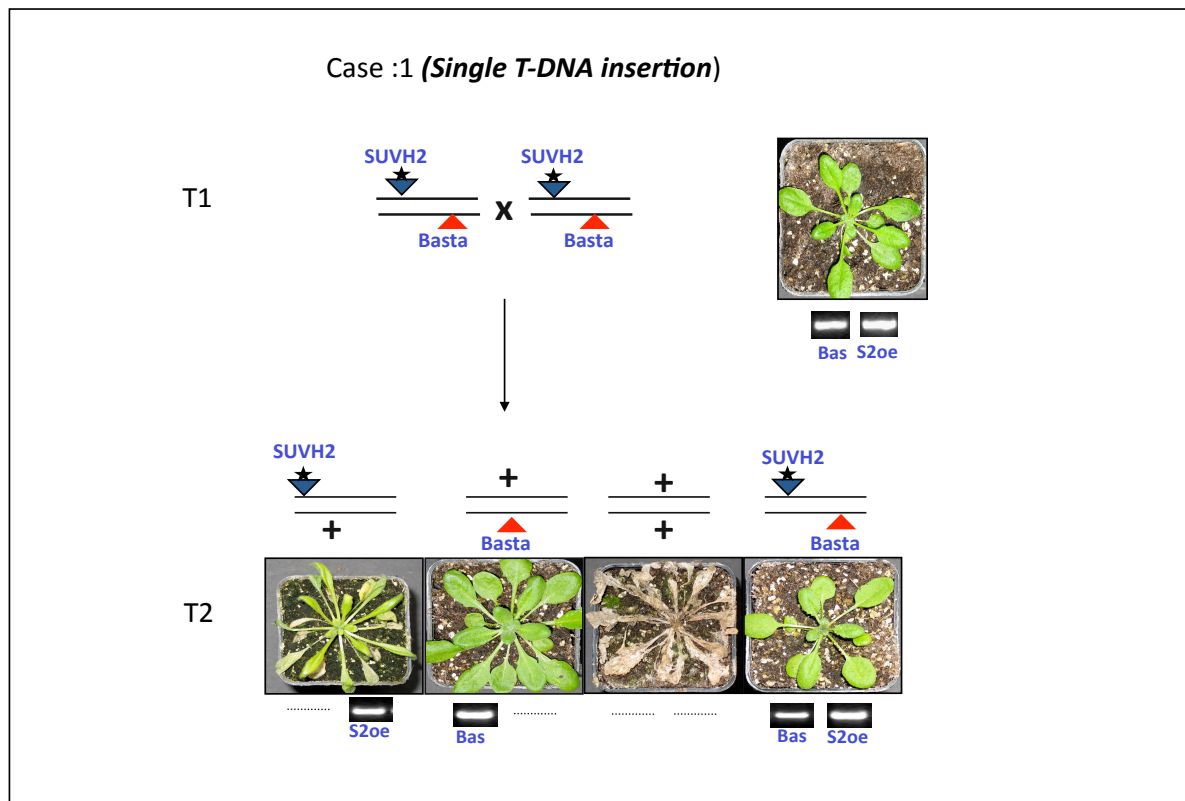 Case :1 (Single T-DNA insertion)
SUVH2 SUVH2
T1
X
Basta Basta
Bas S2oe
SUVH2 + + SUVH2
+ Basta + Basta
T2
S2oe Bas Bas S2oe